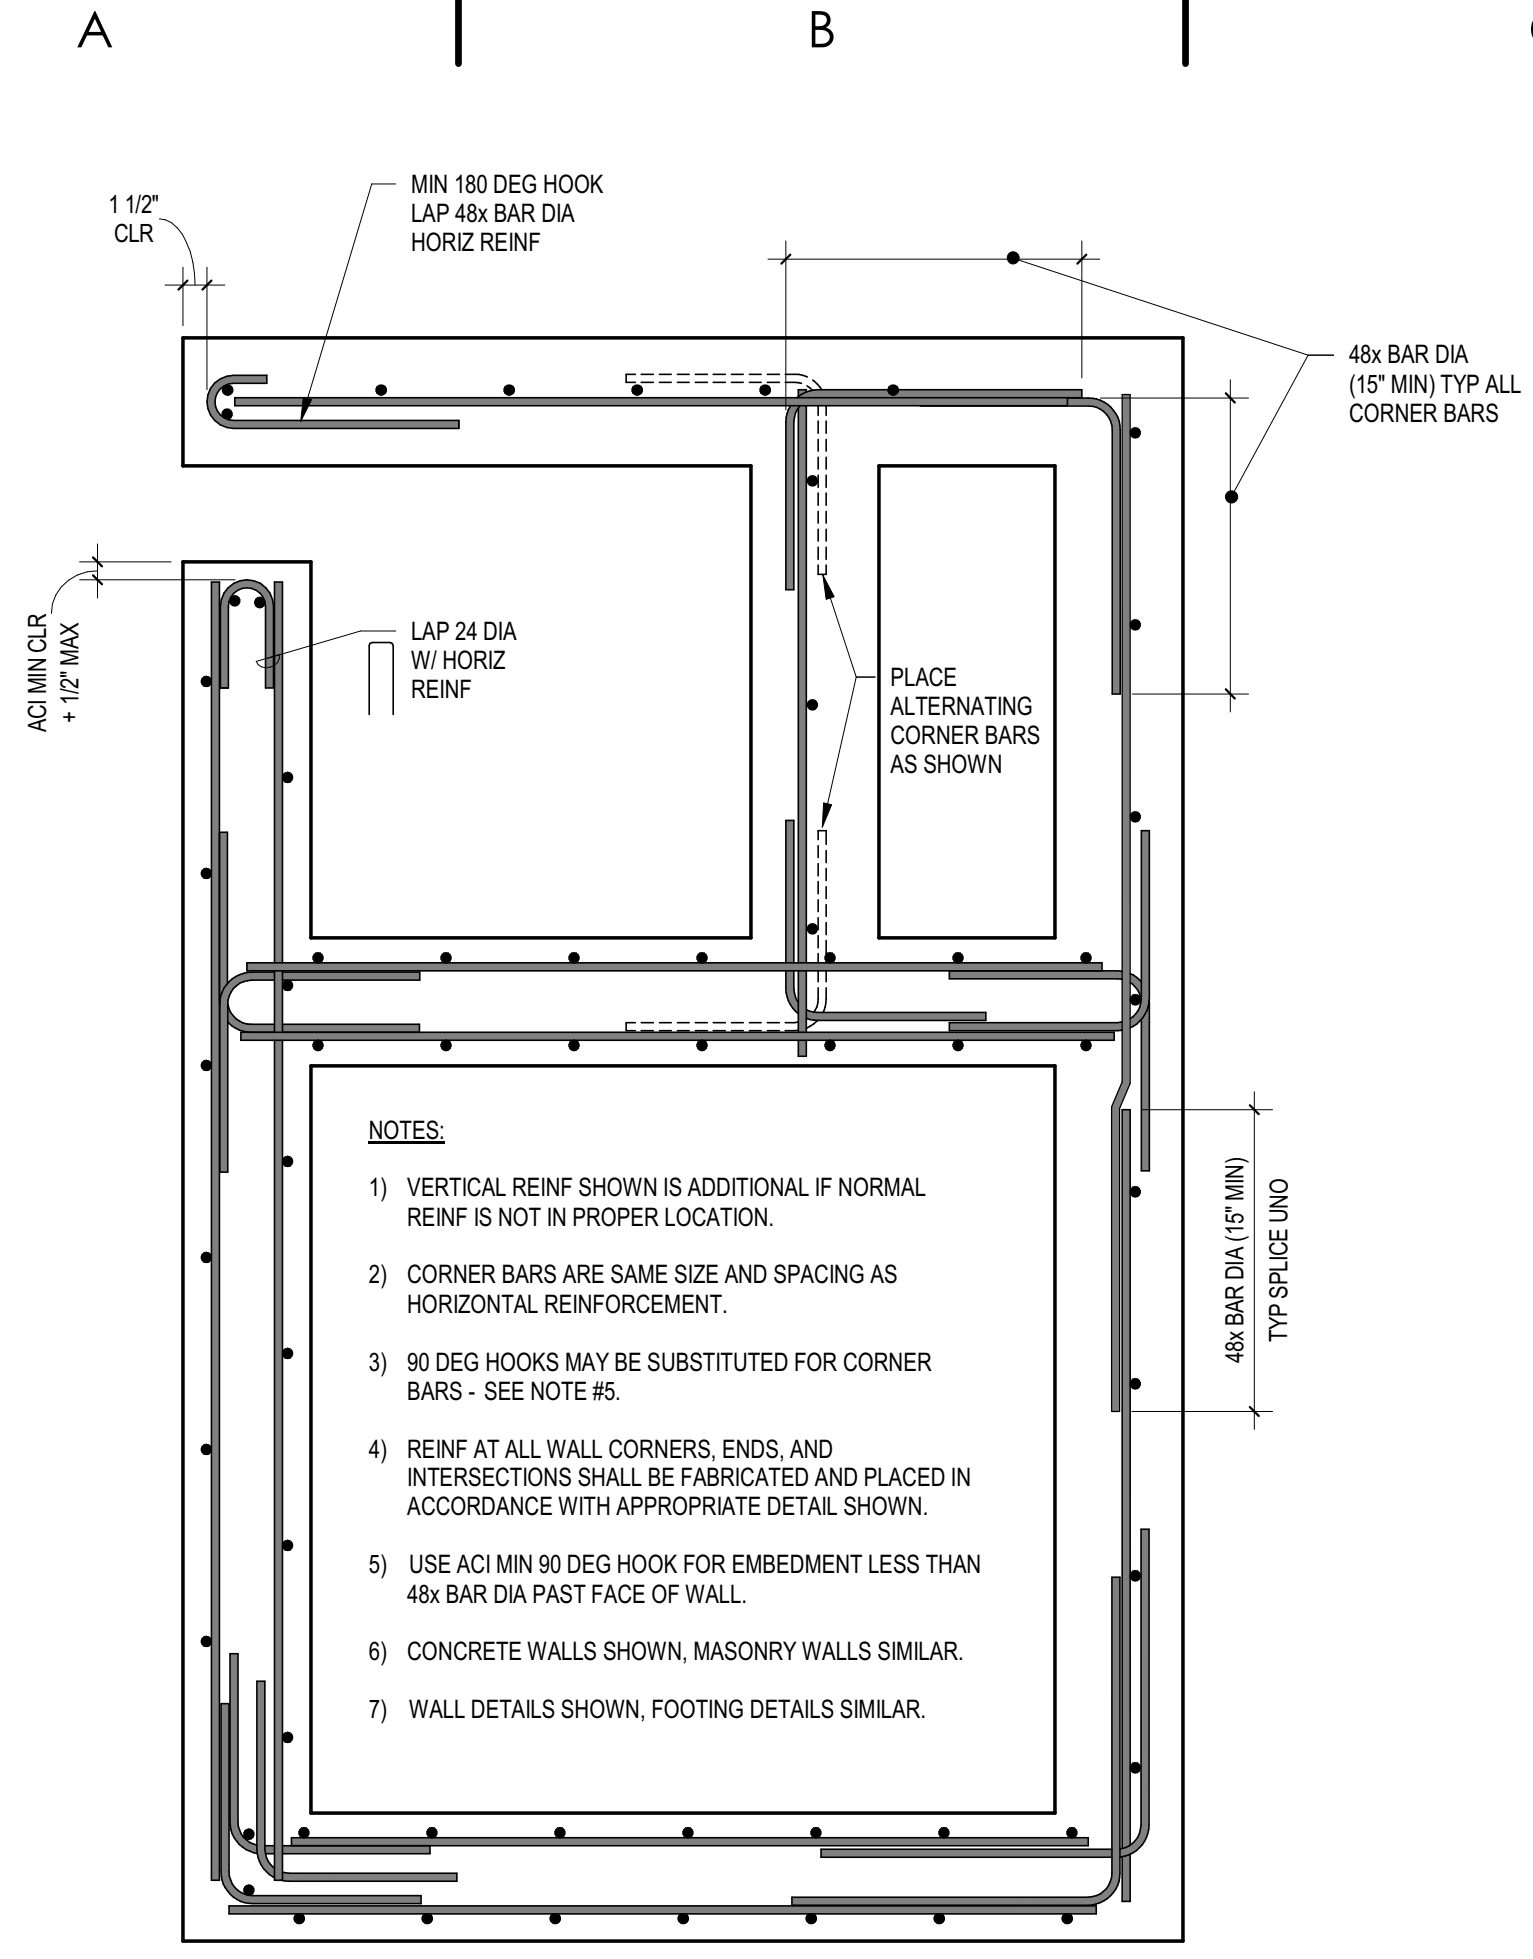 A
B
MIN 180 DEG HOOK
LAP 48x BAR DIA
HORIZ REINF
1 1/2"
CLR
48x BAR DIA
(15" MIN) TYP ALL
CORNER BARS
ACI MIN CLR
+ 1/2" MAX
LAP 24 DIA
W/ HORIZ
REINF
PLACE
ALTERNATING
CORNER BARS
AS SHOWN
NOTES:
1) VERTICAL REINF SHOWN IS ADDITIONAL IF NORMAL
REINF IS NOT IN PROPER LOCATION.
2) CORNER BARS ARE SAME SIZE AND SPACING AS
HORIZONTAL REINFORCEMENT.
3) 90 DEG HOOKS MAY BE SUBSTITUTED FOR CORNER
BARS - SEE NOTE #5.
4) REINF AT ALL WALL CORNERS, ENDS, AND
INTERSECTIONS SHALL BE FABRICATED AND PLACED IN
ACCORDANCE WITH APPROPRIATE DETAIL SHOWN.
5) USE ACI MIN 90 DEG HOOK FOR EMBEDMENT LESS THAN
48x BAR DIA PAST FACE OF WALL.
6) CONCRETE WALLS SHOWN, MASONRY WALLS SIMILAR.
7) WALL DETAILS SHOWN, FOOTING DETAILS SIMILAR.
48x BAR DIA (15" MIN)
TYP SPLICE UNO